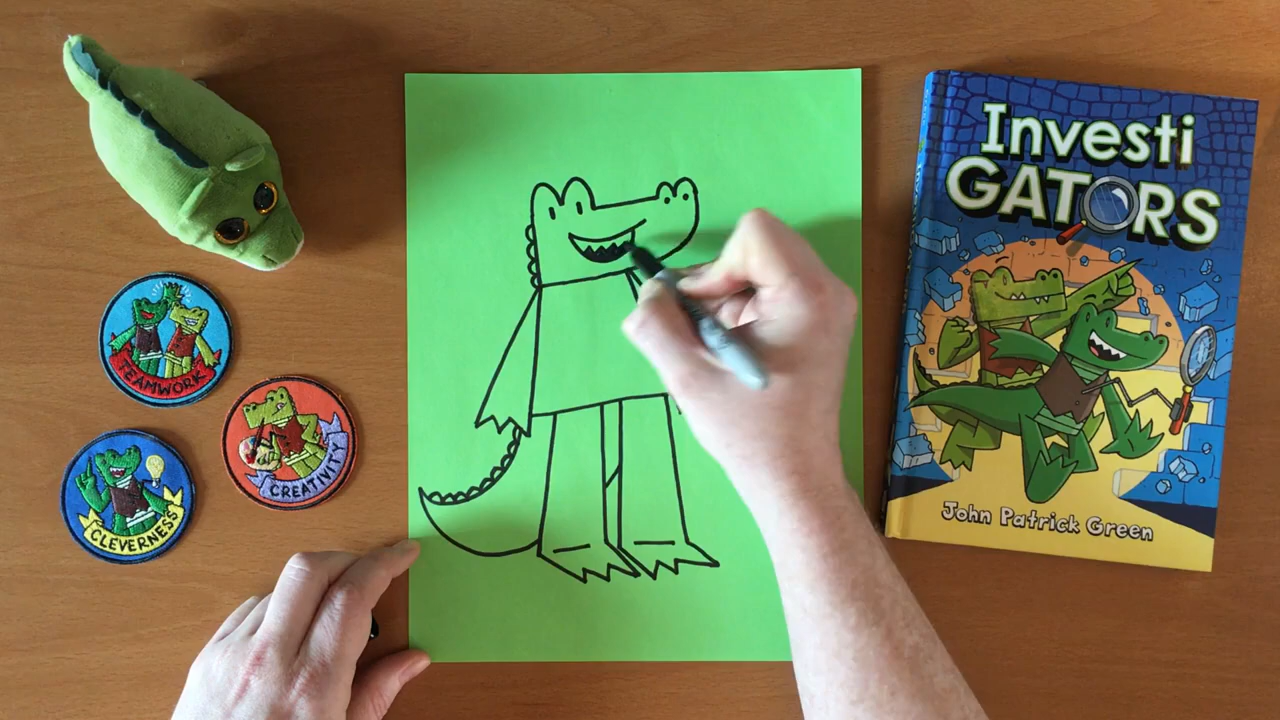 Investi
GATORS
John Patrick Green
TEAMWORK
CREATIVITY
CLEVERNESS